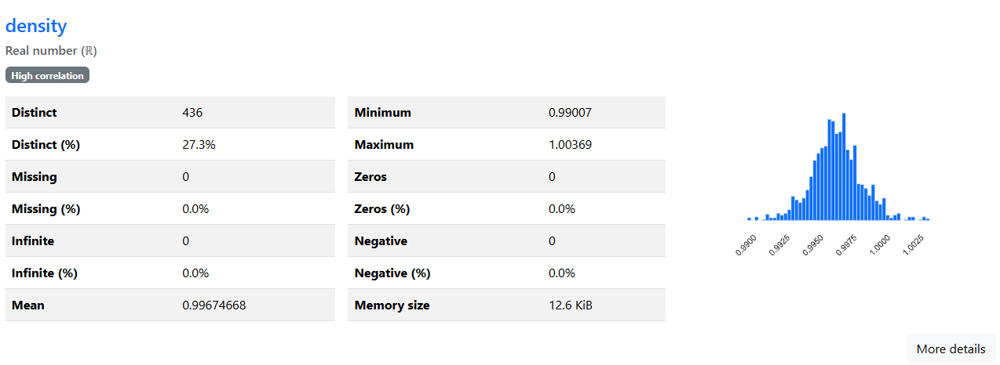 density
Real number (ℝ)
High correlation
Distinct 436
Distinct (%) 27.3%
Missing 0
Missing (%) 0.0%
Infinite 0
Infinite (%) 0.0%
Mean 0.99674668
Minimum 0.99007
Maximum 1.00369
Zeros 0
Zeros (%) 0.0%
Negative 0
Negative (%) 0.0%
Memory size 12.6 KiB
0.9900 0.9925 0.9950 0.9975 1.0000 1.0025
More details